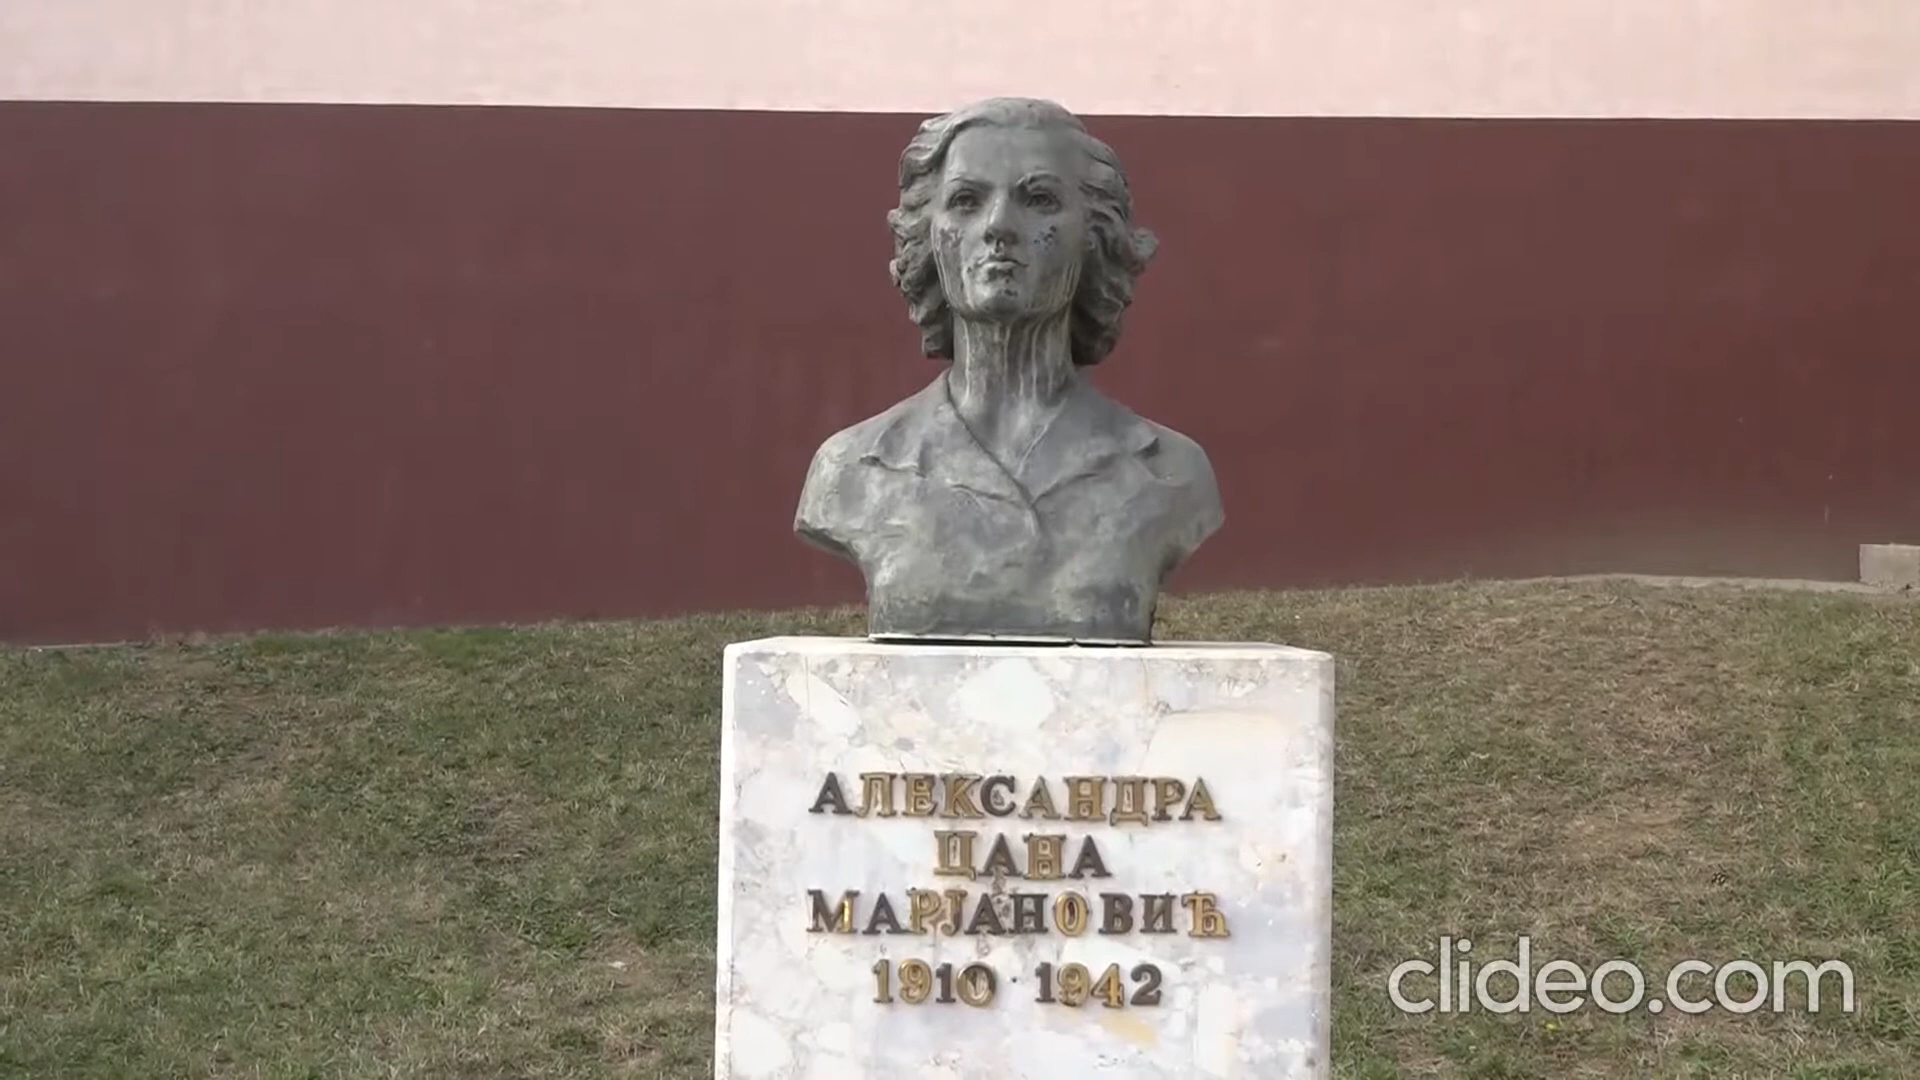 АЛЕКСАНДРА
ЦАНА
МАРЈАНОВИЋ
1910 · 1942
clideo.com